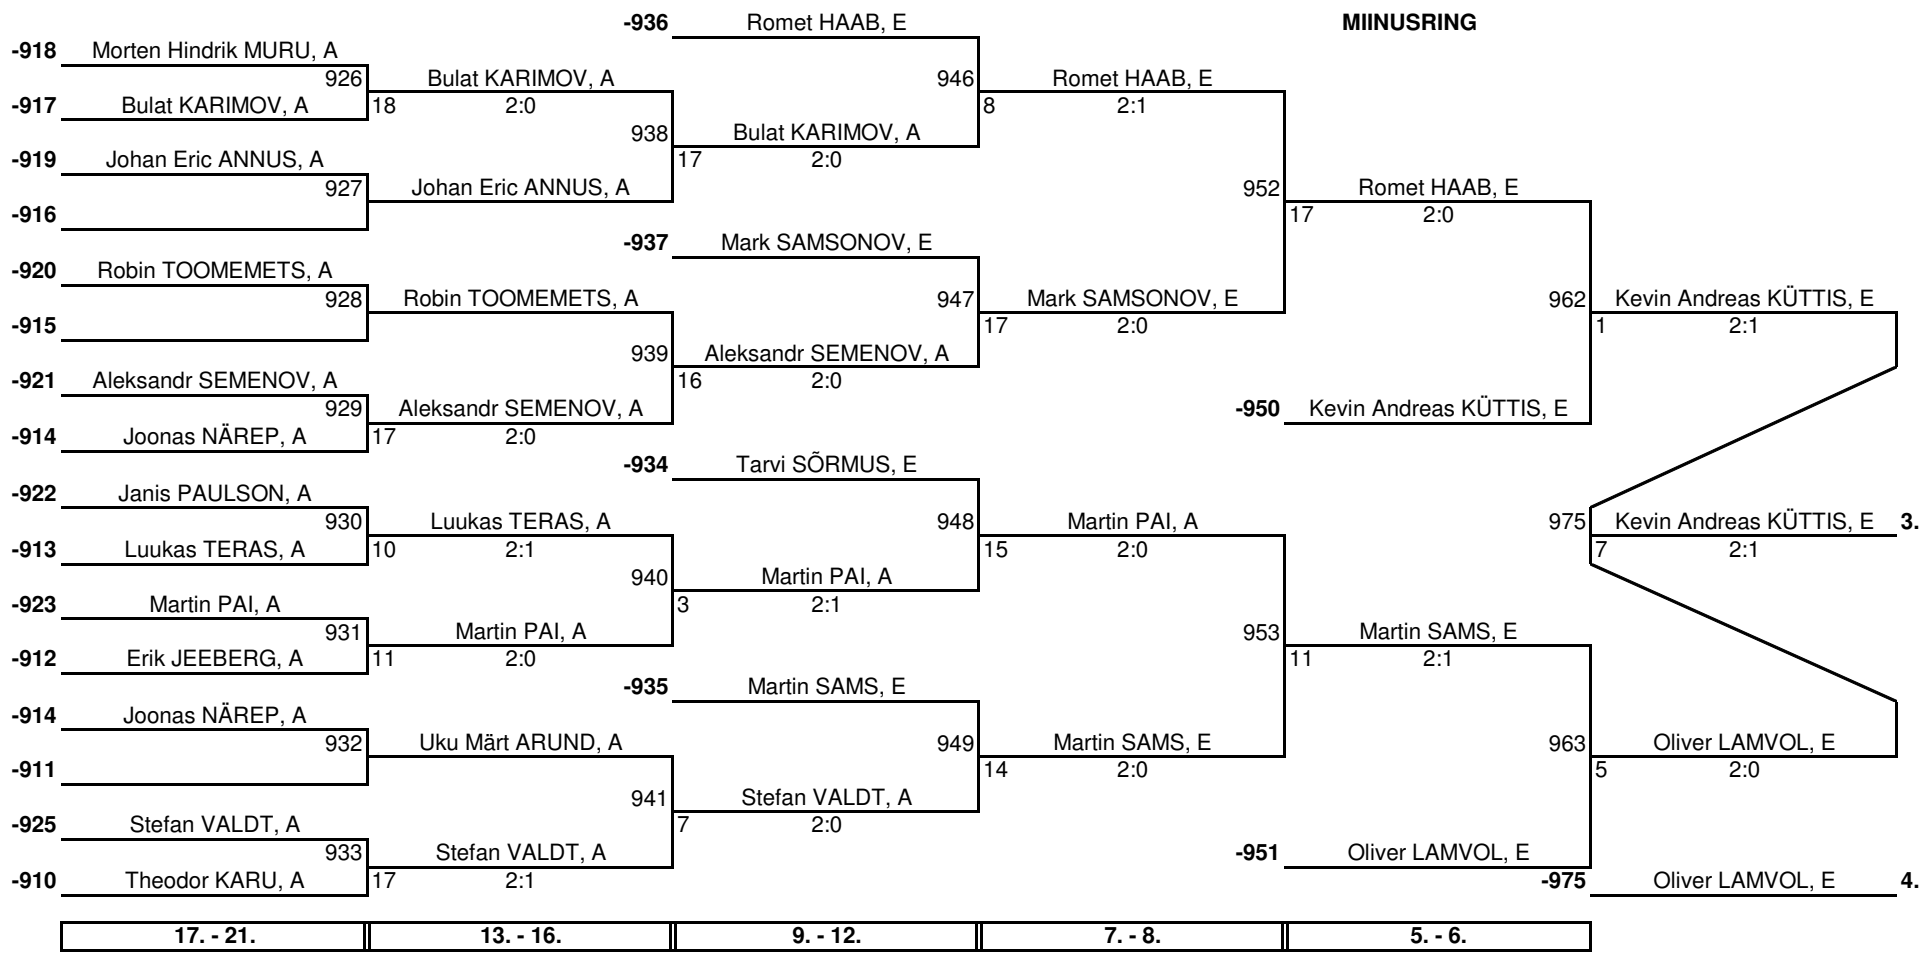 -936 Romet HAAB, E MIINUSRING
-918 Morten Hindrik MURU, A
926 Bulat KARIMOV, A 946 Romet HAAB, E
-917 Bulat KARIMOV, A 18 2:0 8 2:1
938 Bulat KARIMOV, A
-919 Johan Eric ANNUS, A 17 2:0
927 Johan Eric ANNUS, A 952 Romet HAAB, E
-916 17 2:0
-937 Mark SAMSONOV, E
-920 Robin TOOMEMETS, A
928 Robin TOOMEMETS, A 947 Mark SAMSONOV, E 962 Kevin Andreas KÜTTIS, E
-915 17 2:0 1 2:1
939 Aleksandr SEMENOV, A
-921 Aleksandr SEMENOV, A 16 2:0
929 Aleksandr SEMENOV, A -950 Kevin Andreas KÜTTIS, E
-914 Joonas NÄREP, A 17 2:0
-934 Tarvi SÕRMUS, E
-922 Janis PAULSON, A
930 Luukas TERAS, A 948 Martin PAI, A 975 Kevin Andreas KÜTTIS, E 3.
-913 Luukas TERAS, A 10 2:1 15 2:0 7 2:1
940 Martin PAI, A
-923 Martin PAI, A 3 2:1
931 Martin PAI, A 953 Martin SAMS, E
-912 Erik JEEBERG, A 11 2:0 11 2:1
-935 Martin SAMS, E
-914 Joonas NÄREP, A
932 Uku Märt ARUND, A 949 Martin SAMS, E 963 Oliver LAMVOL, E
-911 14 2:0 5 2:0
941 Stefan VALDT, A
-925 Stefan VALDT, A 7 2:0
933 Stefan VALDT, A -951 Oliver LAMVOL, E
-910 Theodor KARU, A 17 2:1 -975 Oliver LAMVOL, E 4.
17. - 21. 13. - 16. 9. - 12. 7. - 8. 5. - 6.